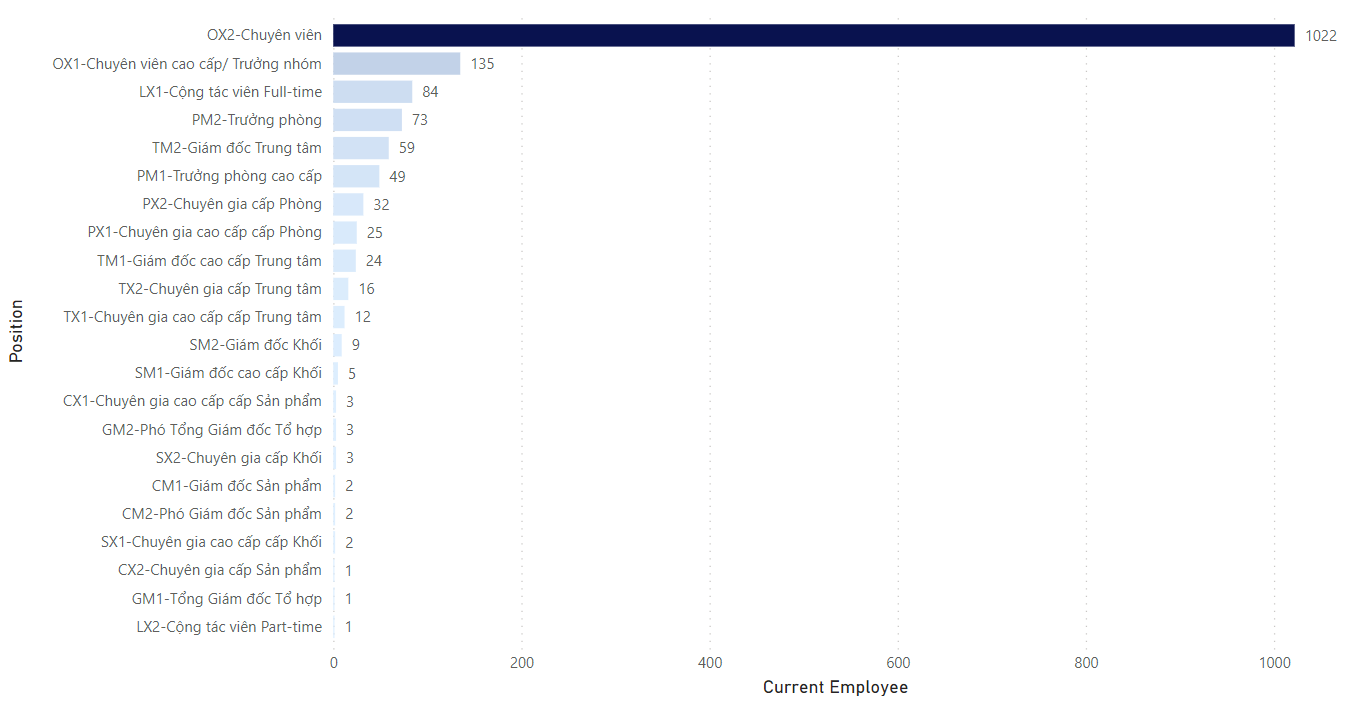 OX2-Chuyên viên 1022
OX1-Chuyên viên cao cấp/ Trưởng nhóm 135
LX1-Cộng tác viên Full-time 84
PM2-Trưởng phòng 73
TM2-Giám đốc Trung tâm 59
PM1-Trưởng phòng cao cấp 49
PX2-Chuyên gia cấp Phòng 32
PX1-Chuyên gia cao cấp cấp Phòng 25
TM1-Giám đốc cao cấp Trung tâm 24
TX2-Chuyên gia cấp Trung tâm 16
TX1-Chuyên gia cao cấp cấp Trung tâm 12
SM2-Giám đốc Khối 9
SM1-Giám đốc cao cấp Khối 5
CX1-Chuyên gia cao cấp cấp Sản phẩm 3
GM2-Phó Tổng Giám đốc Tổ hợp 3
SX2-Chuyên gia cấp Khối 3
CM1-Giám đốc Sản phẩm 2
CM2-Phó Giám đốc Sản phẩm 2
SX1-Chuyên gia cao cấp cấp Khối 2
CX2-Chuyên gia cấp Sản phẩm 1
GM1-Tổng Giám đốc Tổ hợp 1
LX2-Cộng tác viên Part-time 1
Position
0 200 400 600 800 1000
Current Employee